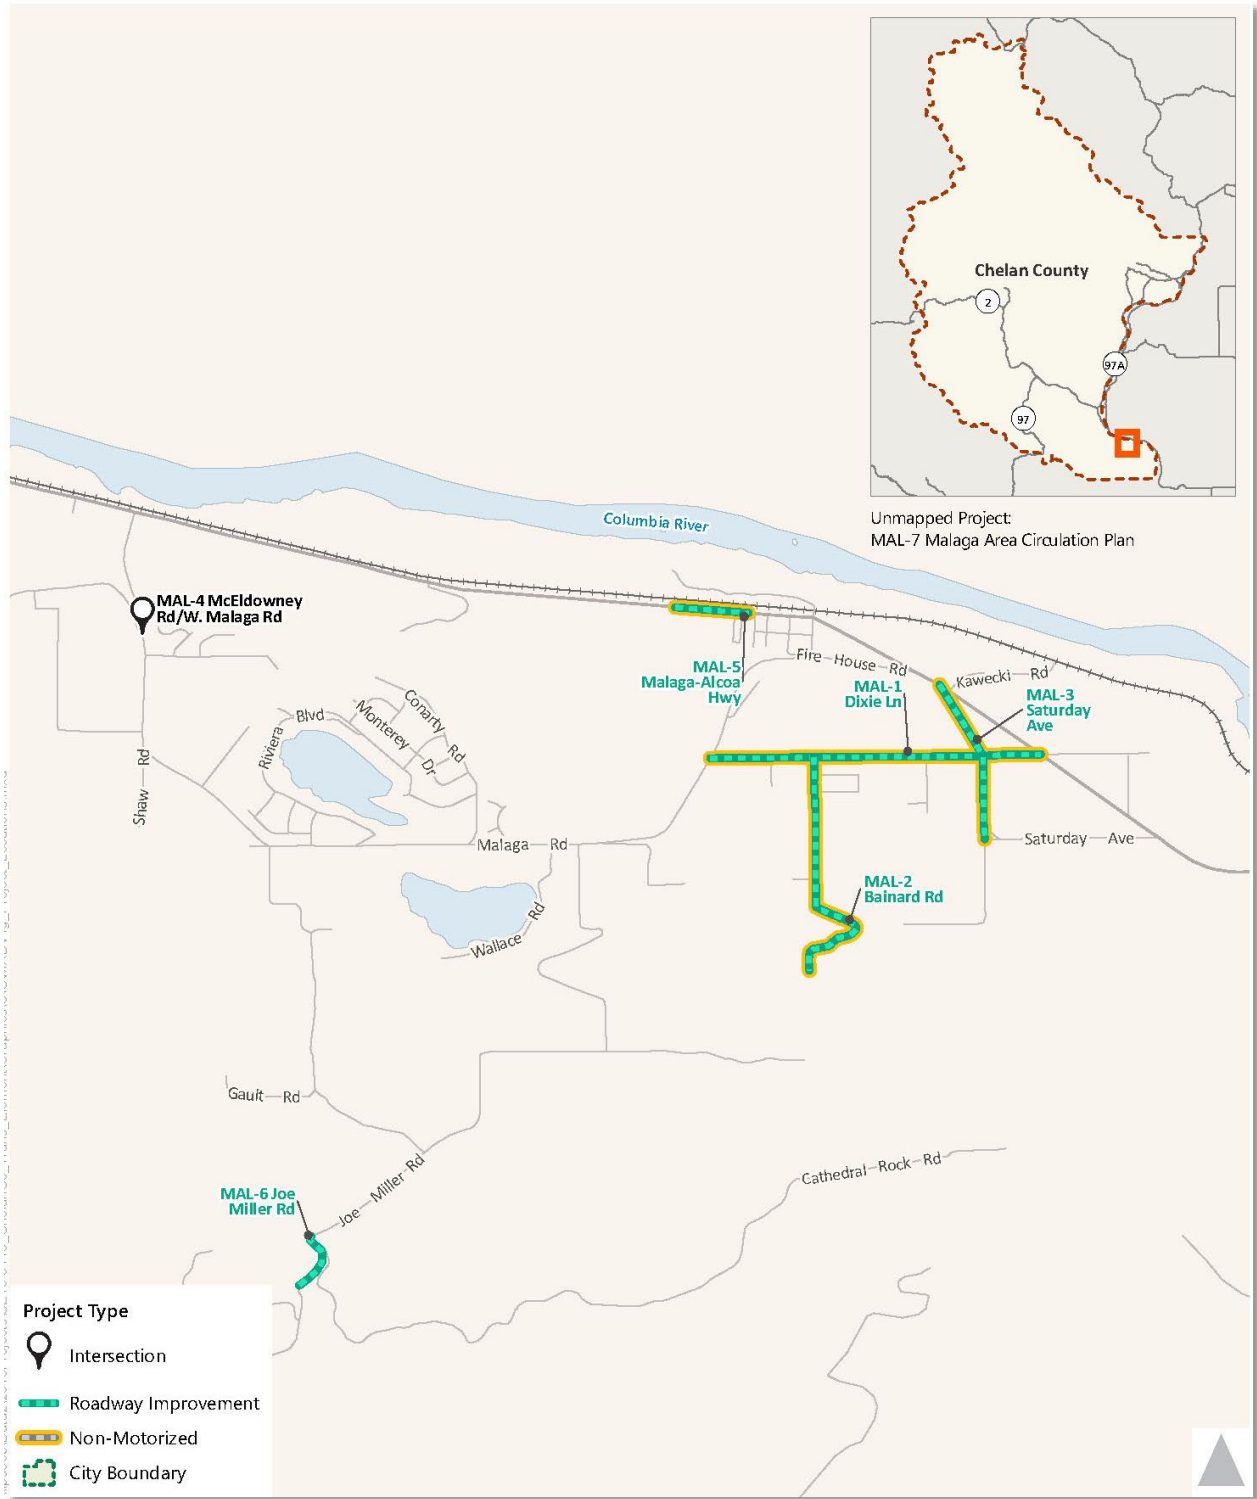 Chelan County
2
97A
97
Unmapped Project:
MAL-7 Malaga Area Circulation Plan
Columbia River
MAL-4 McEldowney
Rd/W. Malaga Rd
MAL-5
Malaga-Alcoa
Hwy
Fire House Rd
MAL-1
Dixie Ln
Kawecki Rd
MAL-3
Saturday
Ave
Conarty Rd
Monterey Dr
Riviera Blvd
Shaw Rd
Malaga Rd
Saturday Ave
MAL-2
Bainard Rd
Wallace Rd
Gault Rd
Joe Miller Rd
Cathedral Rock Rd
MAL-6 Joe
Miller Rd
Project Type
Intersection
Roadway Improvement
Non-Motorized
City Boundary